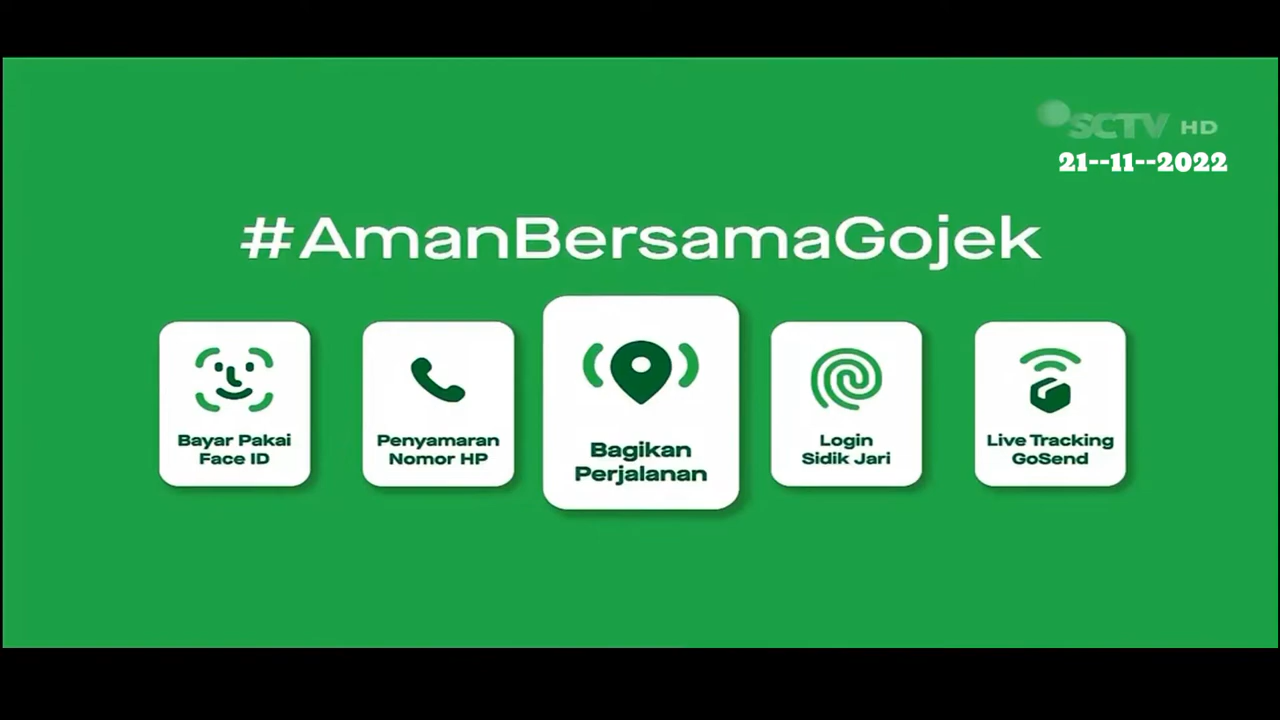 SCTV HD
21--11--2022
#AmanBersamaGojek
Bayar Pakai
Face ID
Penyamaran
Nomor HP
Bagikan
Perjalanan
Login
Sidik Jari
Live Tracking
GoSend